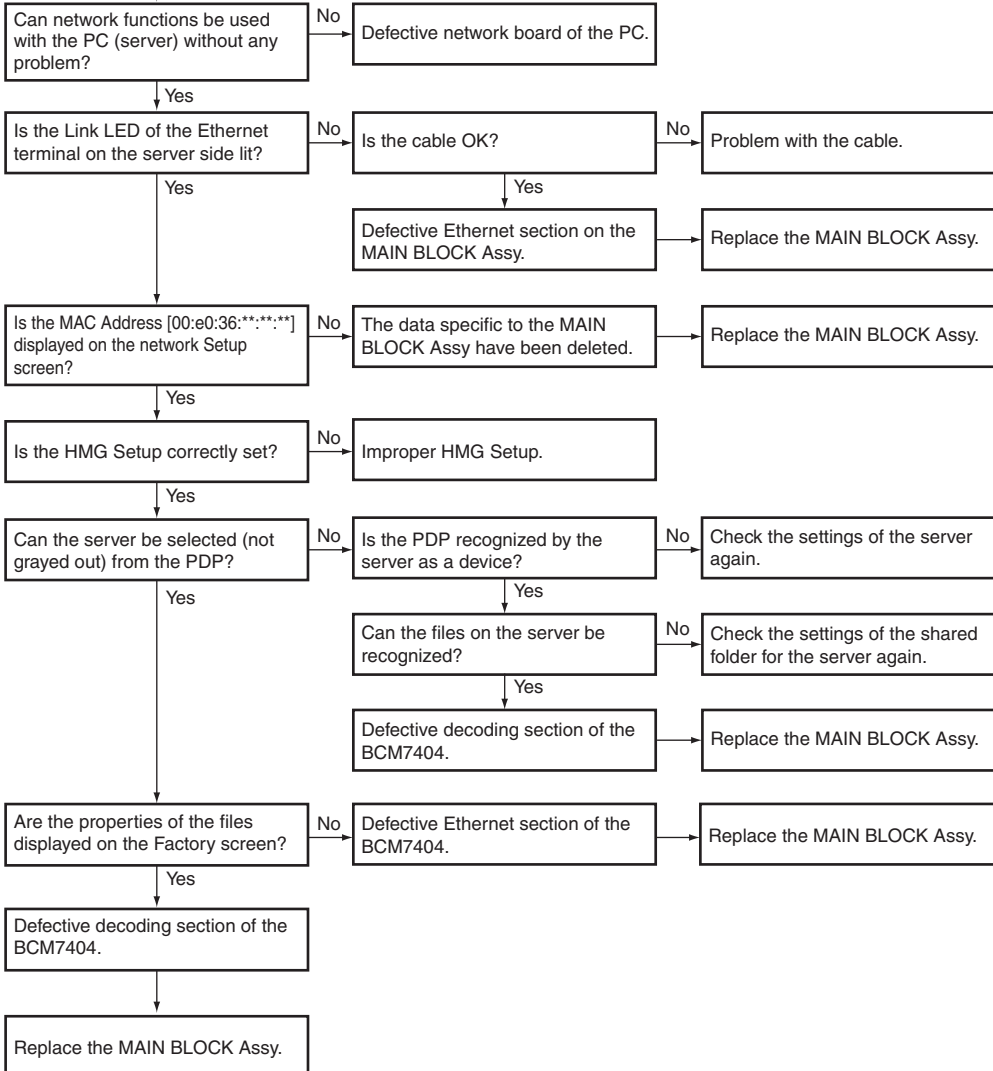 Can network functions be used
with the PC (server) without any
problem?
No
Defective network board of the PC.
Yes
Is the Link LED of the Ethernet
terminal on the server side lit?
No
Is the cable OK?
No
Problem with the cable.
Yes
Yes
Defective Ethernet section on the
MAIN BLOCK Assy.
Replace the MAIN BLOCK Assy.
Is the MAC Address [00:e0:36:**:**:**]
displayed on the network Setup
screen?
No
The data specific to the MAIN
BLOCK Assy have been deleted.
Replace the MAIN BLOCK Assy.
Yes
Is the HMG Setup correctly set?
No
Improper HMG Setup.
Yes
Can the server be selected (not
grayed out) from the PDP?
No
Is the PDP recognized by the
server as a device?
No
Check the settings of the server
again.
Yes
Yes
Can the files on the server be
recognized?
No
Check the settings of the shared
folder for the server again.
Yes
Defective decoding section of the
BCM7404.
Replace the MAIN BLOCK Assy.
Are the properties of the files
displayed on the Factory screen?
No
Defective Ethernet section of the
BCM7404.
Replace the MAIN BLOCK Assy.
Yes
Defective decoding section of the
BCM7404.
Replace the MAIN BLOCK Assy.